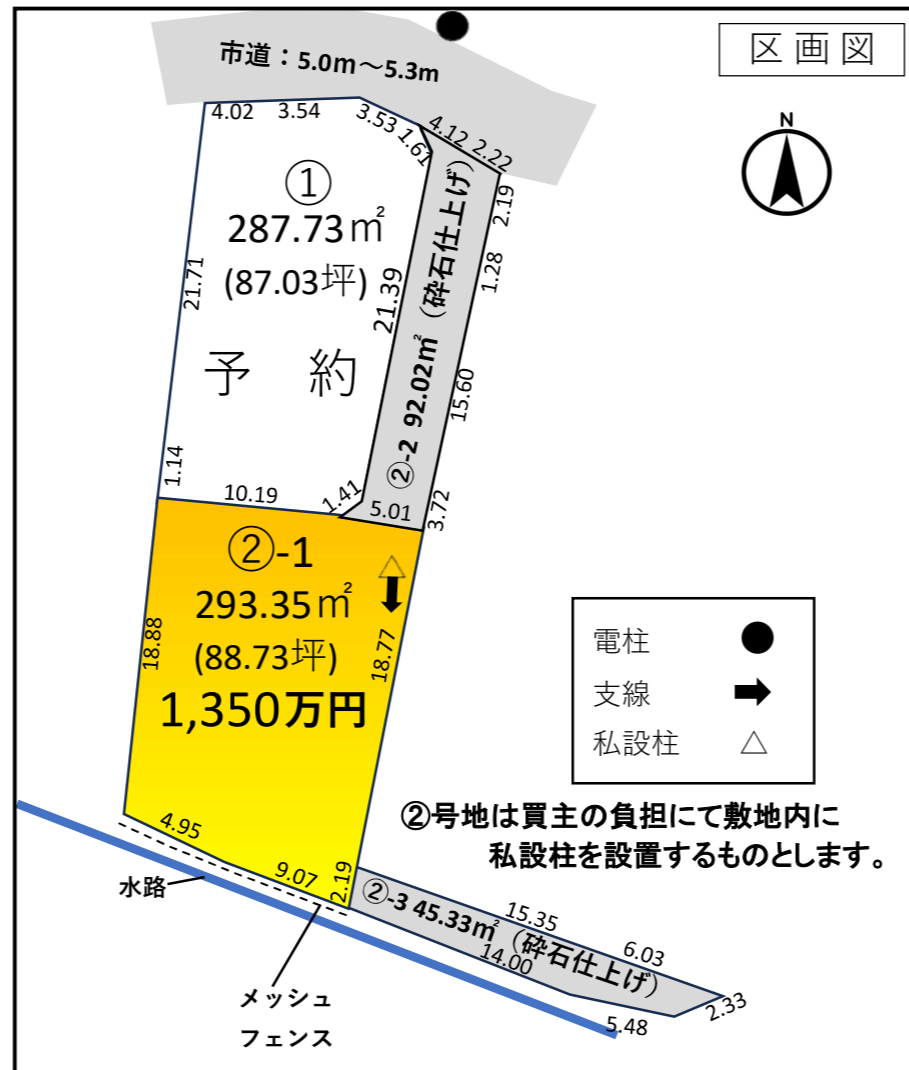 区画図
市道：5.0m～5.3m
N
4.02
3.54
3.53
1.61
4.12
2.22
2.19
1.28
①
287.73㎡
(87.03坪)
予約
21.71
21.39
15.60
②-2 92.02㎡（砕石仕上げ）
1.14
10.19
1.41
5.01
3.72
②-1
293.35㎡
(88.73坪)
1,350万円
18.88
18.77
電柱
支線
私設柱
②号地は買主の負担にて敷地内に
私設柱を設置するものとします。
4.95
9.07
2.19
水路
メッシュ
フェンス
②-3 45.33㎡（砕石仕上げ）
15.35
6.03
14.00
5.48
2.33